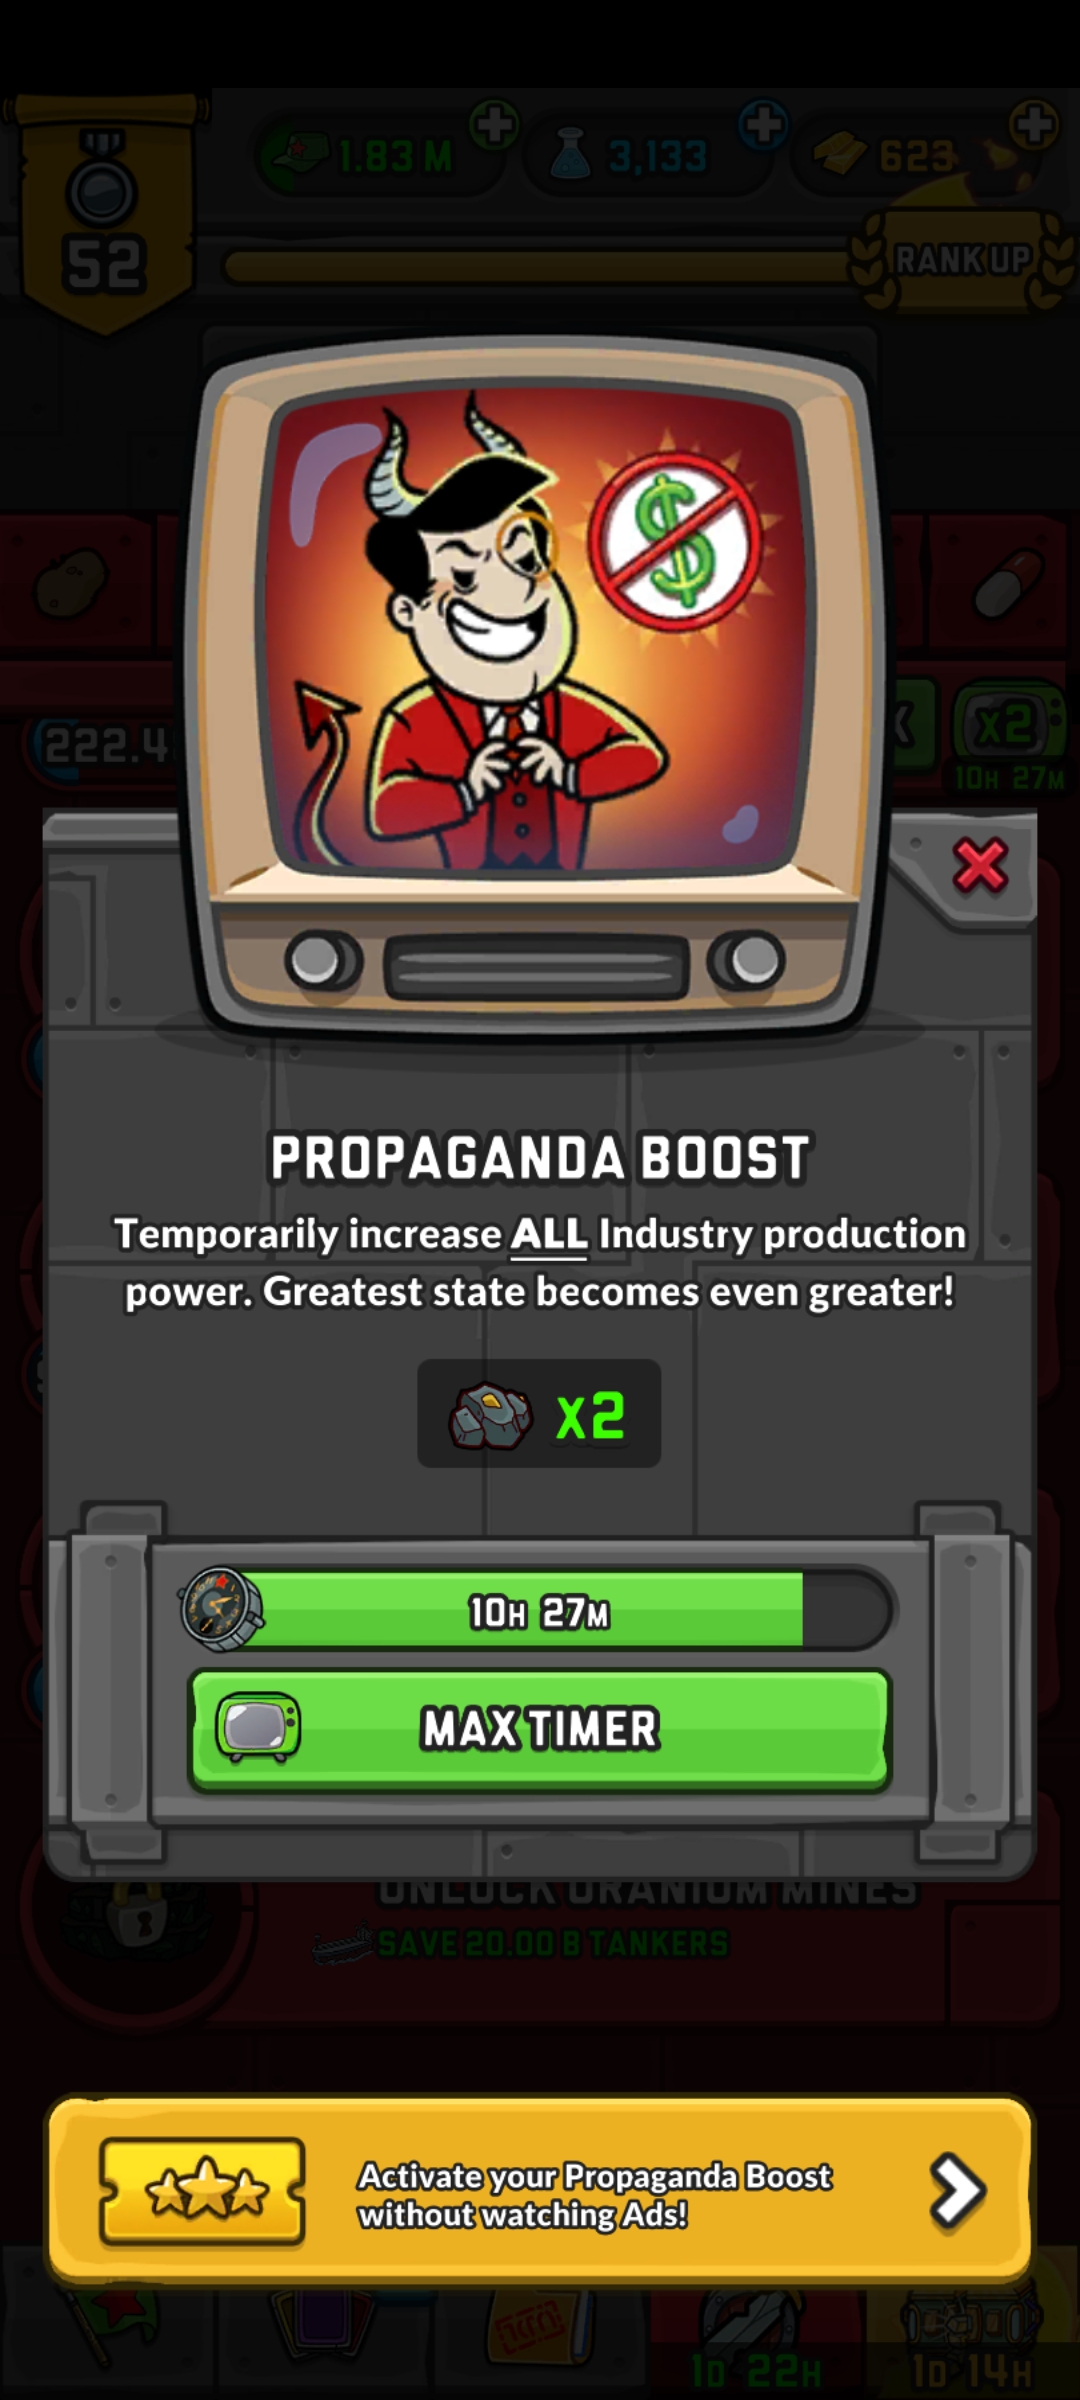 1.83 M
3,133
623
52
RANK UP
222.4
X2
10H 27M
PROPAGANDA BOOST
Temporarily increase ALL Industry production
power. Greatest state becomes even greater!
X2
10H 27M
MAX TIMER
UNLOCK URANIUM MINES
SAVE 20.00 B TANKERS
Activate your Propaganda Boost
without watching Ads!
1D 22H
1D 14H